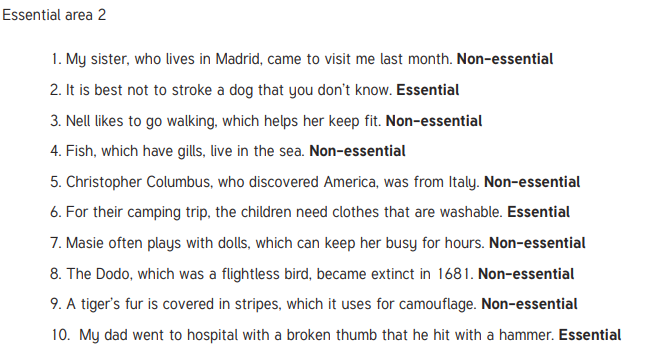 Essential area 2
1. My sister, who lives in Madrid, came to visit me last month. Non-essential
2. It is best not to stroke a dog that you don't know. Essential
3. Nell likes to go walking, which helps her keep fit. Non-essential
4. Fish, which have gills, live in the sea. Non-essential
5. Christopher Columbus, who discovered America, was from Italy. Non-essential
6. For their camping trip, the children need clothes that are washable. Essential
7. Masie often plays with dolls, which can keep her busy for hours. Non-essential
8. The Dodo, which was a flightless bird, became extinct in 1681. Non-essential
9. A tiger's fur is covered in stripes, which it uses for camouflage. Non-essential
10. My dad went to hospital with a broken thumb that he hit with a hammer. Essential